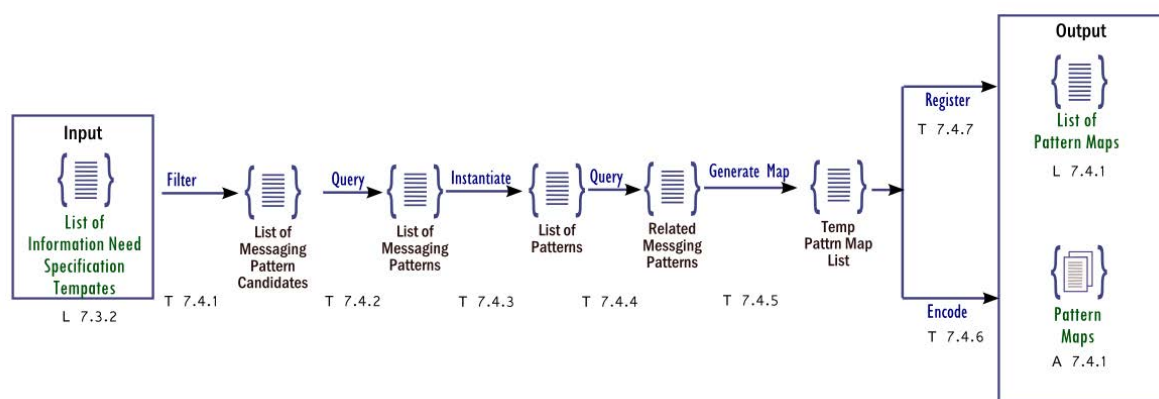 Input
List of
Information Need
Specification
Tempates
L 7.3.2
Filter
T 7.4.1
List of
Messaging
Pattern
Candidates
Query
T 7.4.2
List of
Messaging
Patterns
Instantiate
T 7.4.3
List of
Patterns
Query
T 7.4.4
Related
Messging
Patterns
Generate Map
T 7.4.5
Temp
Pattrn Map
List
Register
T 7.4.7
Encode
T 7.4.6
Output
List of
Pattern Maps
L 7.4.1
Pattern
Maps
A 7.4.1